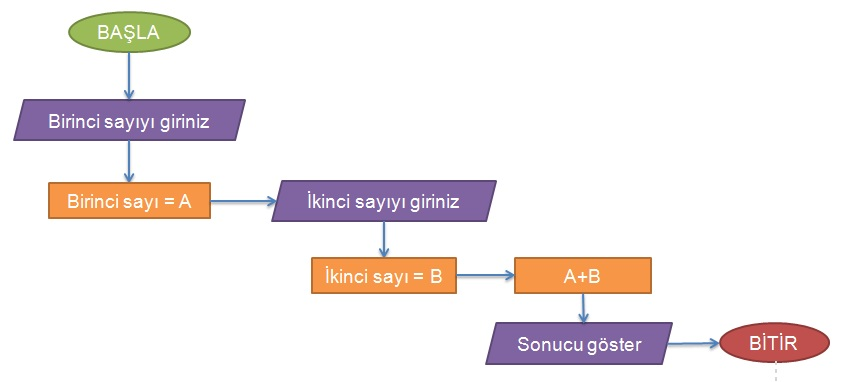 BAŞLA
Birinci sayıyı giriniz
Birinci sayı = A
İkinci sayıyı giriniz
İkinci sayı = B
A+B
Sonucu göster
BİTİR